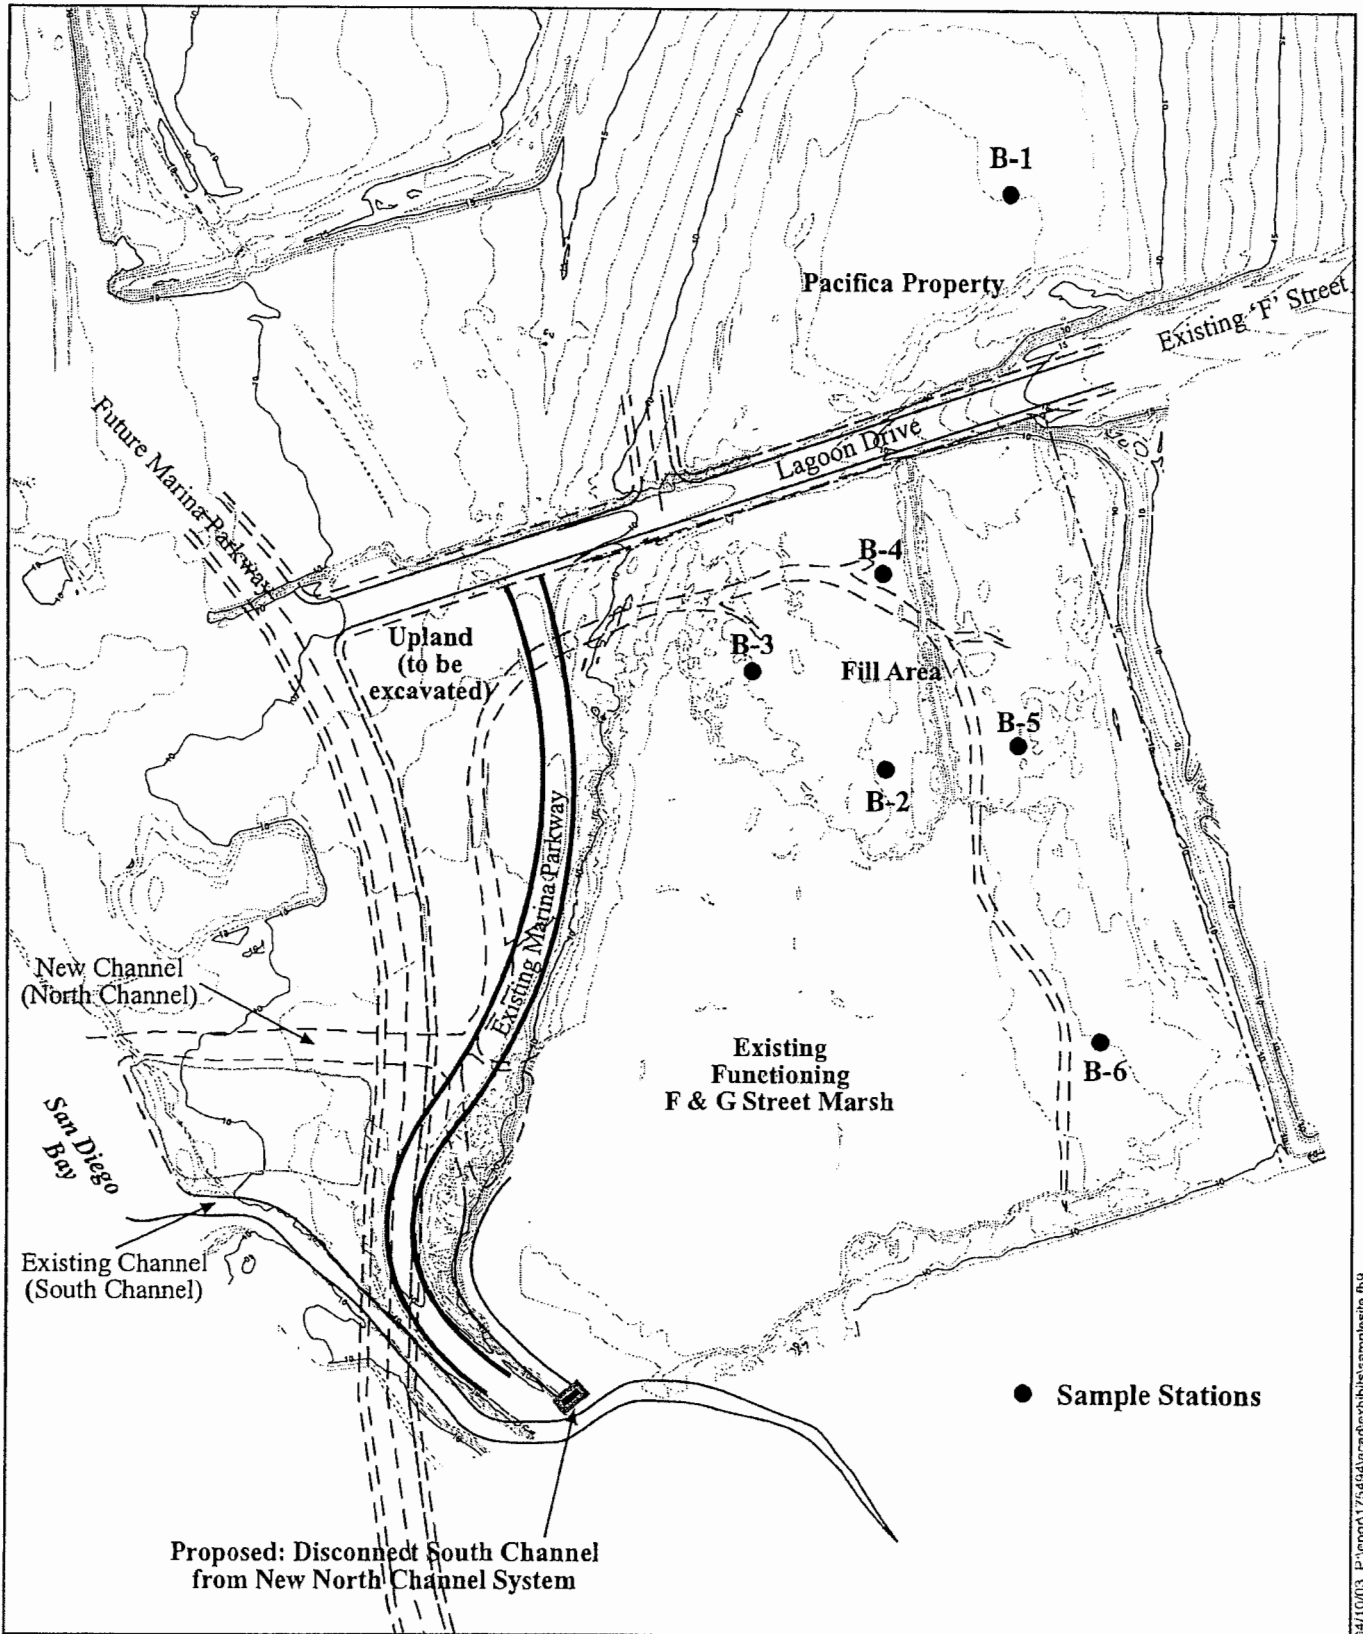 B-1
Pacifica Property
Existing 'F' Street
Lagoon Drive
Future Marina Parkway
B-4
Upland
(to be
excavated)
B-3
Fill Area
B-5
B-2
Existing Marina Parkway
New Channel
(North Channel)
Existing
Functioning
F & G Street Marsh
B-6
San Diego
Bay
Existing Channel
(South Channel)
Sample Stations
Proposed: Disconnect South Channel
from New North Channel System